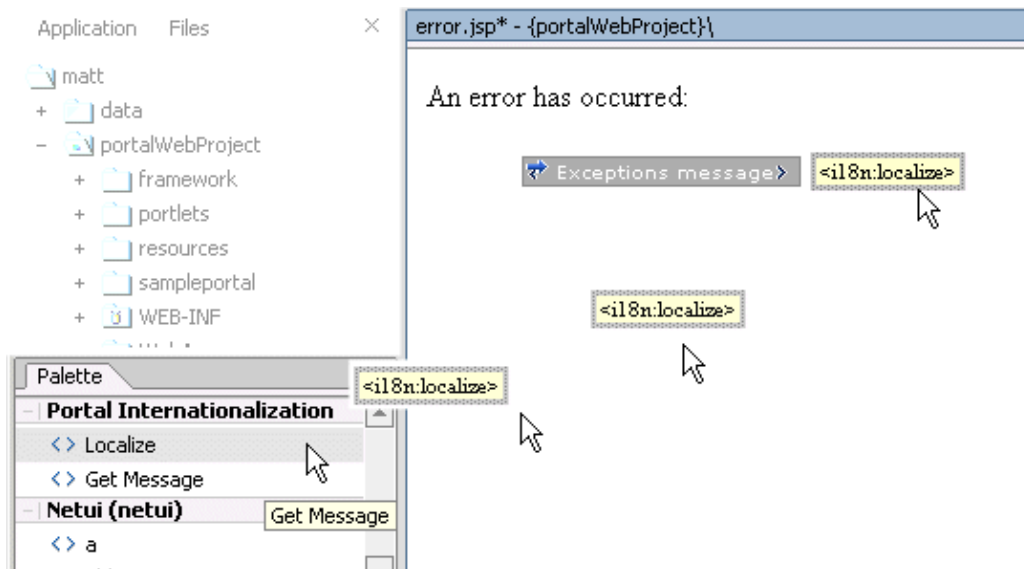 Application Files
error.jsp* - {portalWebProject}\
matt
data
portalWebProject
framework
portlets
resources
sampleportal
WEB-INF
An error has occurred:
Exceptions message
<i18n:localize>
<i18n:localize>
<i18n:localize>
Palette
Portal Internationalization
<> Localize
<> Get Message
Netui (netui)
Get Message
<> a